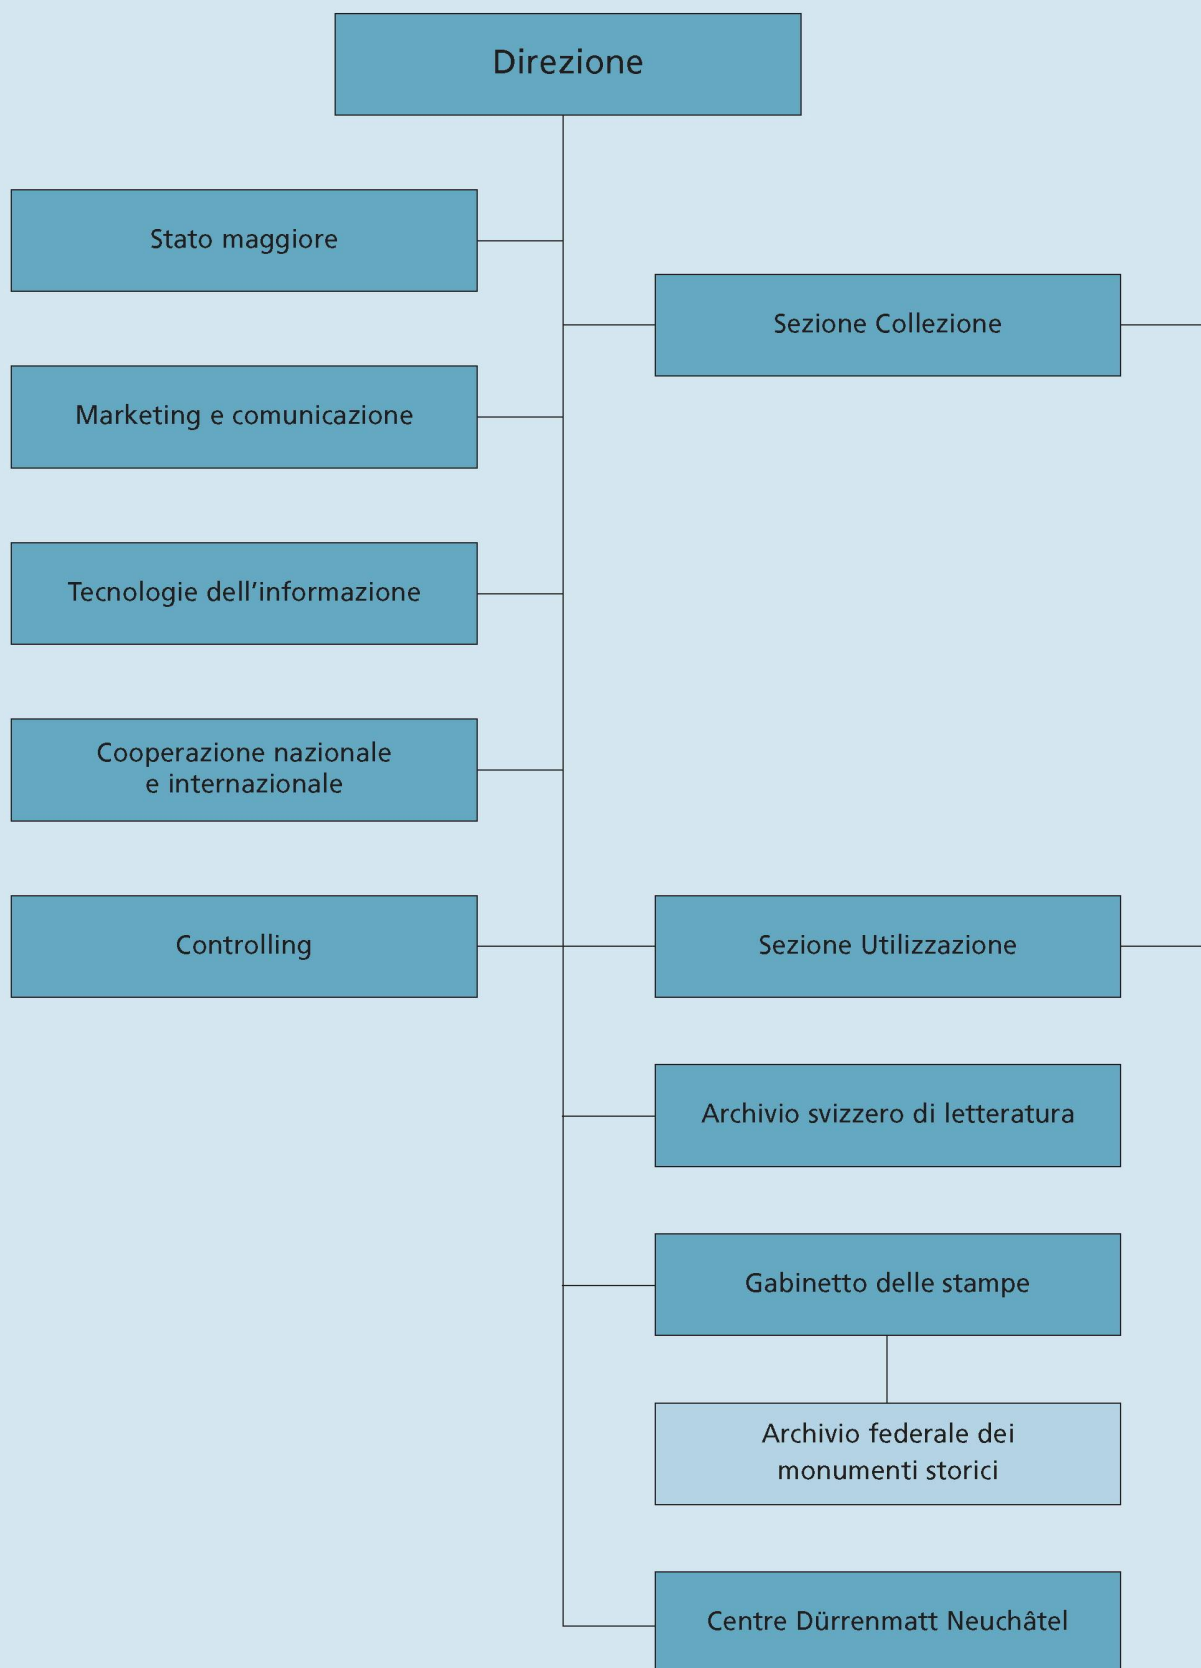 Direzione
Stato maggiore
Sezione Collezione
Marketing e comunicazione
Tecnologie dell'informazione
Cooperazione nazionale
e internazionale
Controlling
Sezione Utilizzazione
Archivio svizzero di letteratura
Gabinetto delle stampe
Archivio federale dei
monumenti storici
Centre Dürrenmatt Neuchâtel